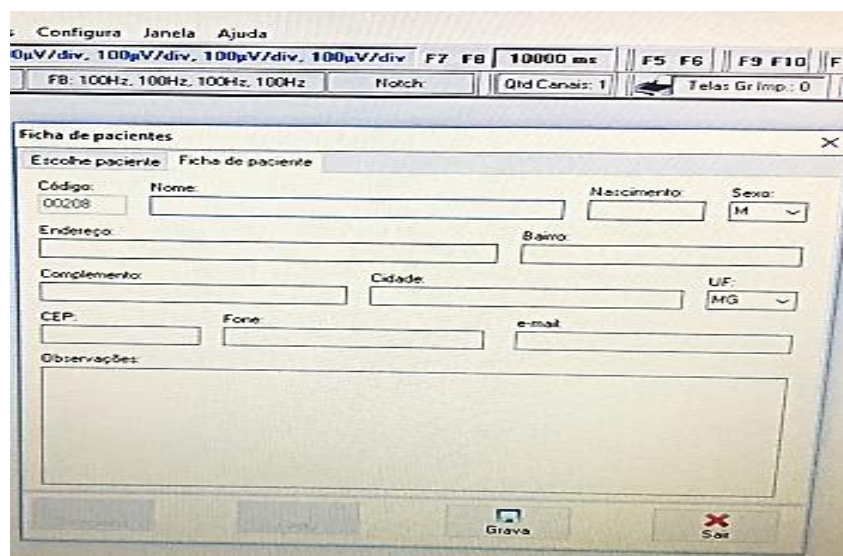 s Configura Janela Ajuda
0µV/div, 100µV/div, 100µV/div, 100µV/div F7 F8 10000 ms F5 F6 F9 F10 F
F8: 100Hz, 100Hz, 100Hz, 100Hz Notch Qtd Canais: 1 Telas Gr Imp.: 0
Ficha de pacientes
Escolhe paciente Ficha de paciente
Código: Nome: Nascimento: Sexo:
00208 M
Endereço: Bairro:
Complemento: Cidade: UF:
MG
CEP: Fone: e-mail:
Observações:
Grava Sair